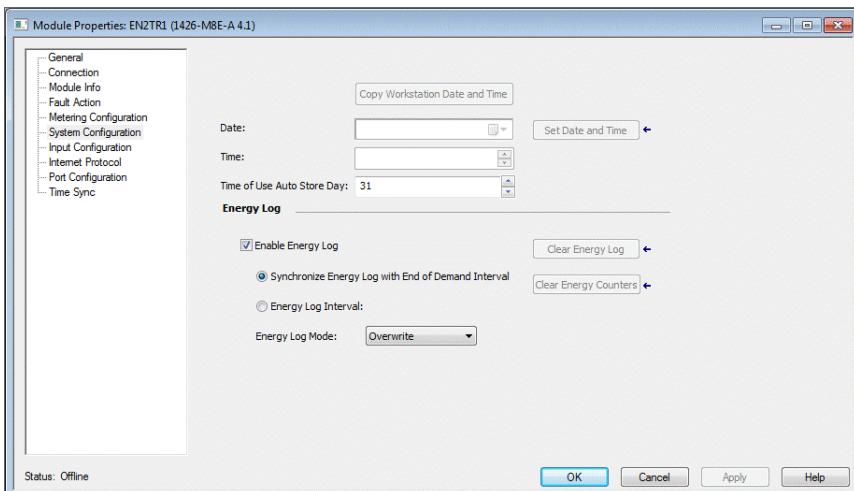 Module Properties: EN2TR1 (1426-M8E-A 4.1)
General
Connection
Module Info
Fault Action
Metering Configuration
System Configuration
Input Configuration
Internet Protocol
Port Configuration
Time Sync
Copy Workstation Date and Time
Date:
Set Date and Time
Time:
Time of Use Auto Store Day: 31
Energy Log
Enable Energy Log
Clear Energy Log
Synchronize Energy Log with End of Demand Interval
Clear Energy Counters
Energy Log Interval:
Energy Log Mode: Overwrite
Status: Offline
OK
Cancel
Apply
Help